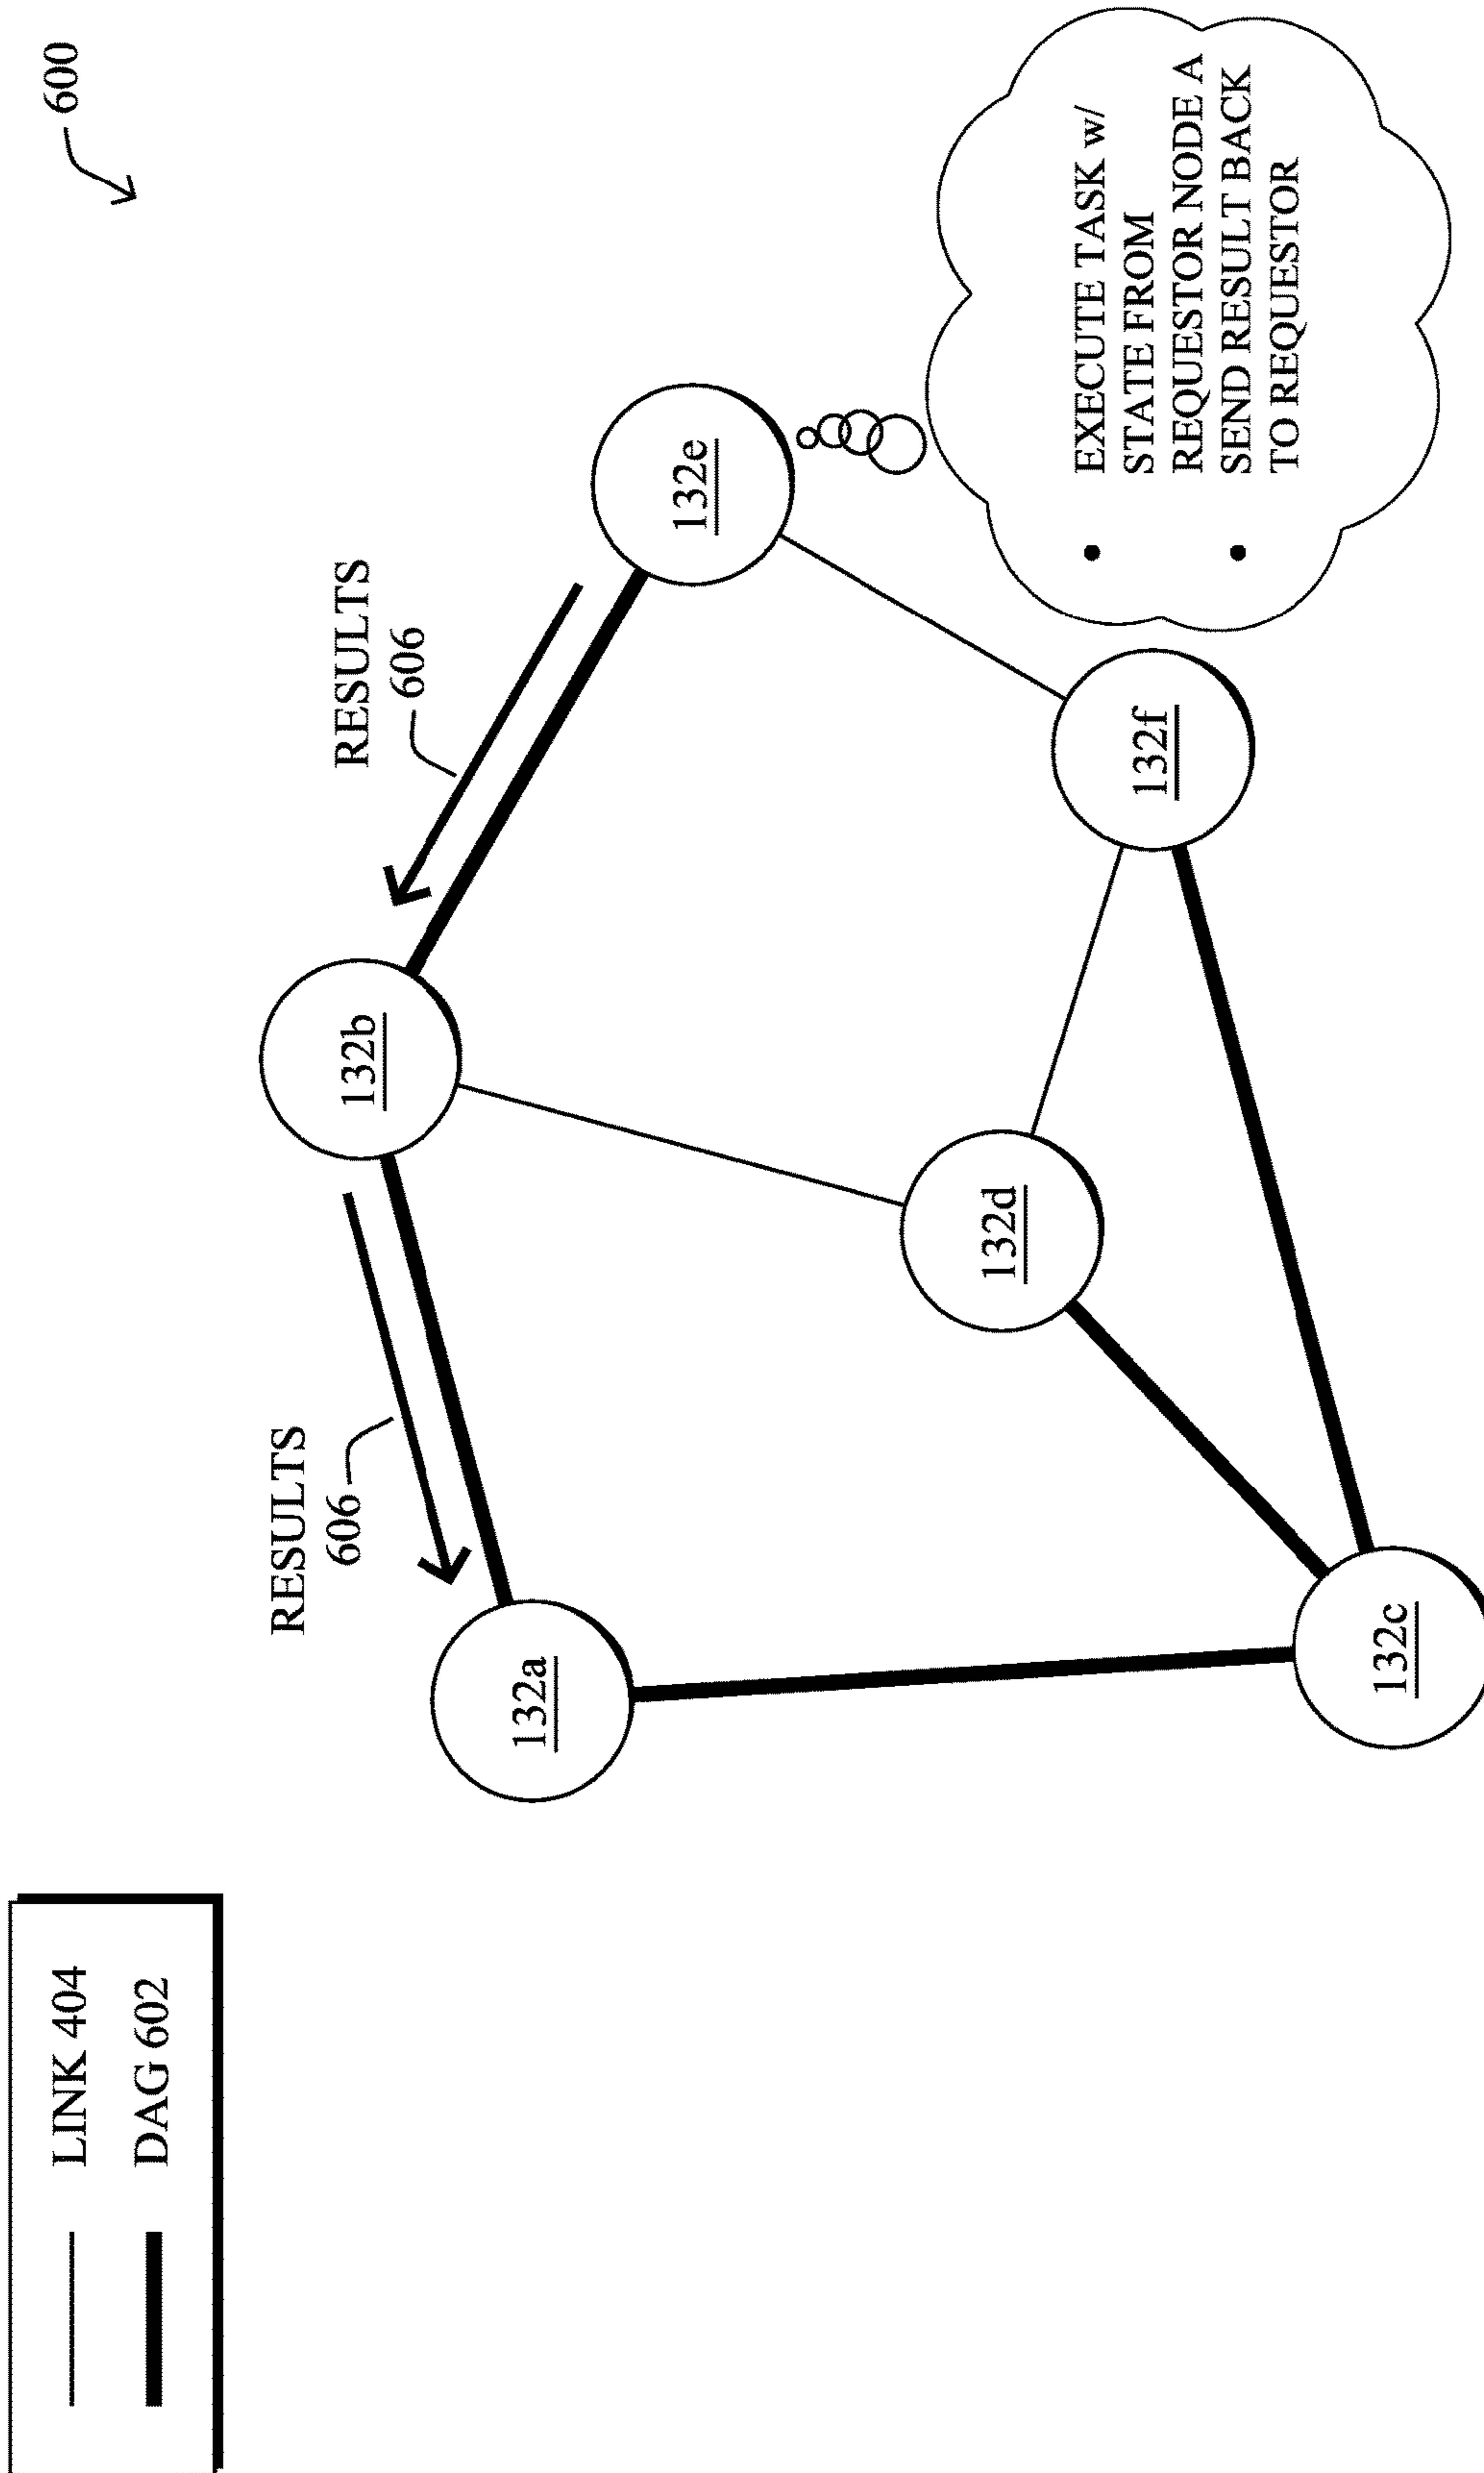 LINK 404
DAG 602
600
RESULTS
606
RESULTS
606
132b
132a
132e
132d
132f
132c
• EXECUTE TASK w/
STATE FROM
REQUESTOR NODE A
• SEND RESULT BACK
TO REQUESTOR